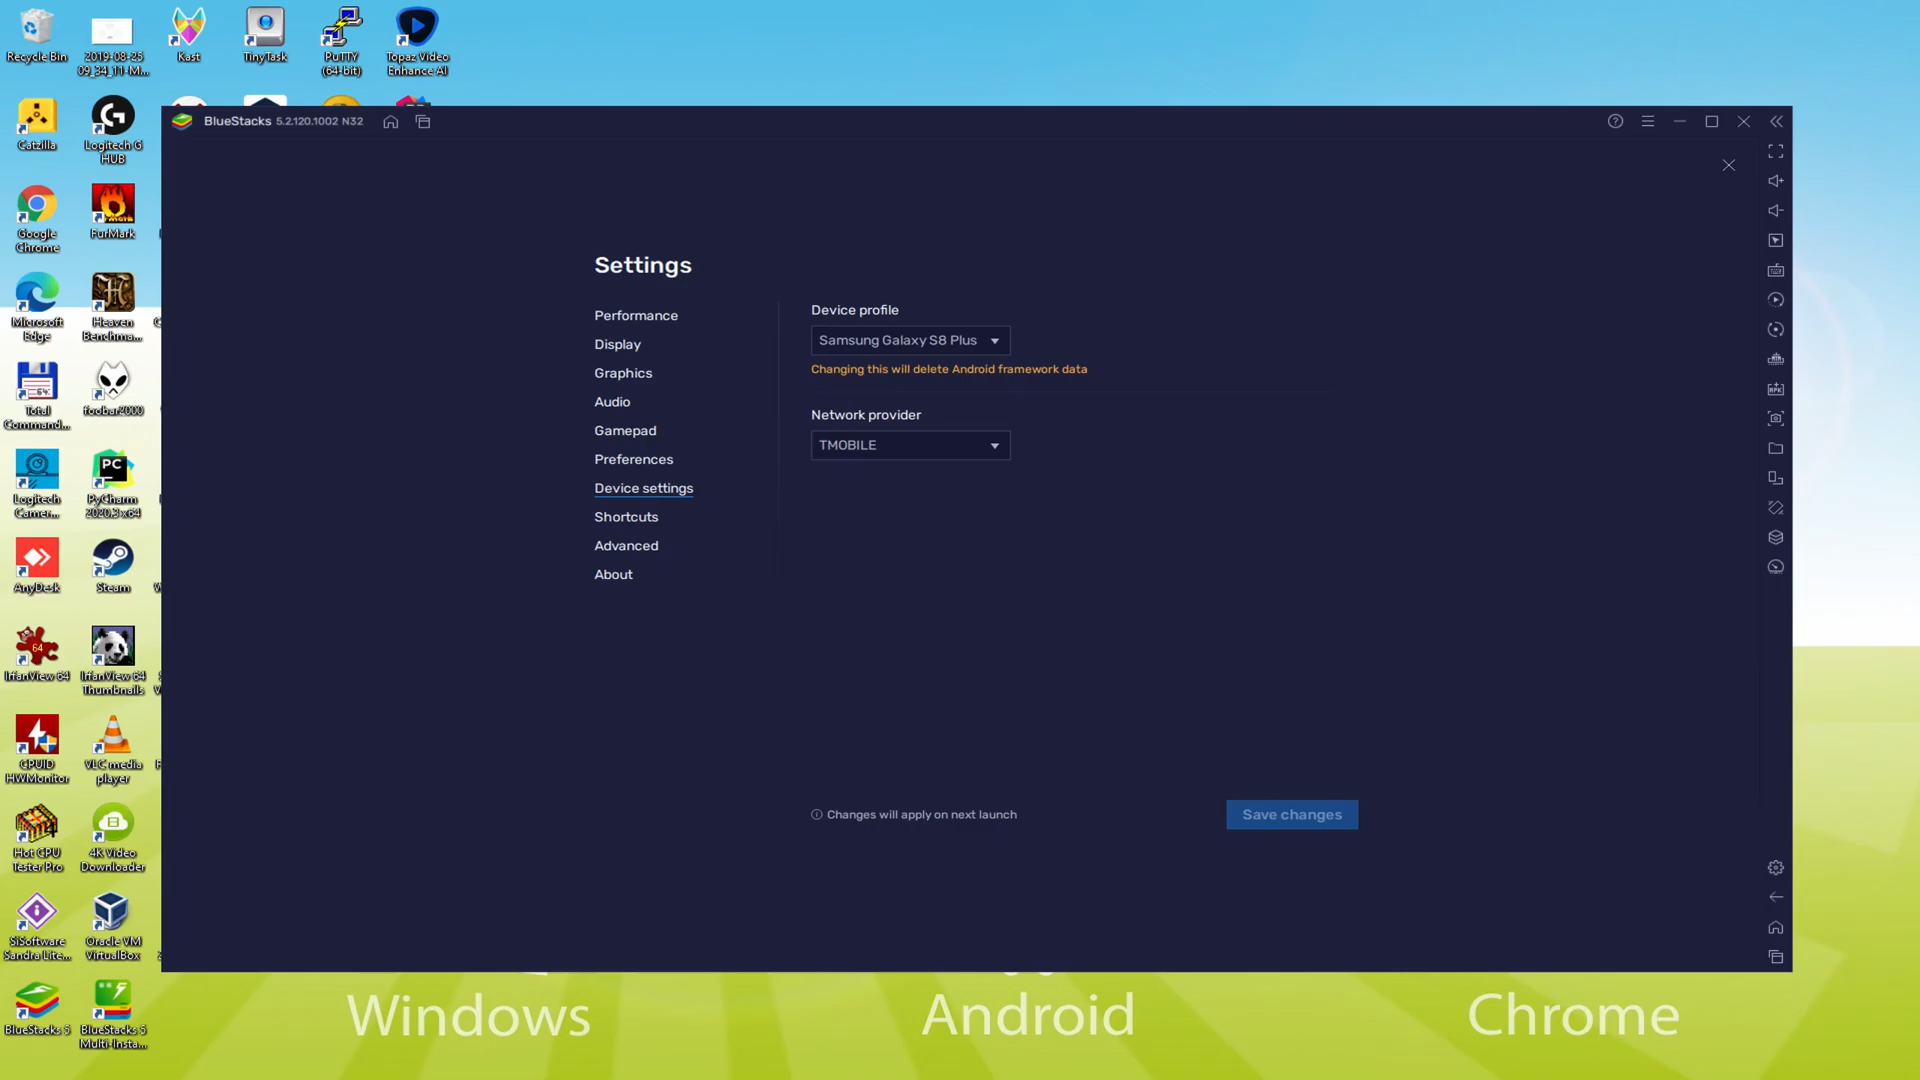 Recycle Bin
2019-08-25
09_34_11-M...
Kast
TinyTask
PuTTY
(64-bit)
Topaz Video
Enhance AI
Catzilla
Logitech G
HUB
Google
Chrome
FurMark
Microsoft
Edge
Heaven
Benchma...
Total
Command...
foobar2000
Logitech
Camer...
PyCharm
2020.3 x64
AnyDesk
Steam
IrfanView 64
IrfanView 64
Thumbnails
CPUID
HWMonitor
VLC media
player
Hot CPU
Tester Pro
4K Video
Downloader
SiSoftware
Sandra Lite...
Oracle VM
VirtualBox
BlueStacks 5
BlueStacks 5
Multi-Insta...
BlueStacks 5.2.120.1002 N32
Settings
Performance
Display
Graphics
Audio
Gamepad
Preferences
Device settings
Shortcuts
Advanced
About
Device profile
Samsung Galaxy S8 Plus
Changing this will delete Android framework data
Network provider
TMOBILE
Changes will apply on next launch
Save changes
Windows
Android
Chrome